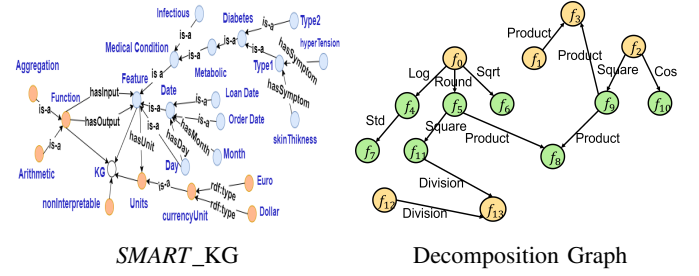 Infectious
Diabetes
Type2
is-a
is-a
hyperTension
Medical Condition
is-a
is-a
hasSymptom
Aggregation
Metabolic
Type1
is a
Feature
Function
hasInput
Date
is-a
Loan Date
hasSymptom
is-a
hasOutput
is-a
is-a
Order Date
skinThikness
is-a
is-a
hasUnit
hasDay
hasMonth
Month
Arithmetic
KG
Day
Euro
is-a
rdf:type
nonInterpretable
Units
currencyUnit
rdf:type
Dollar
SMART_KG
f3
Product
f0
f1
Product
f2
Log
Round
Sqrt
Square
Cos
f4
f5
f6
f9
f10
Std
Square
Product
Product
f7
f11
f8
Division
f12
Division
f13
Decomposition Graph